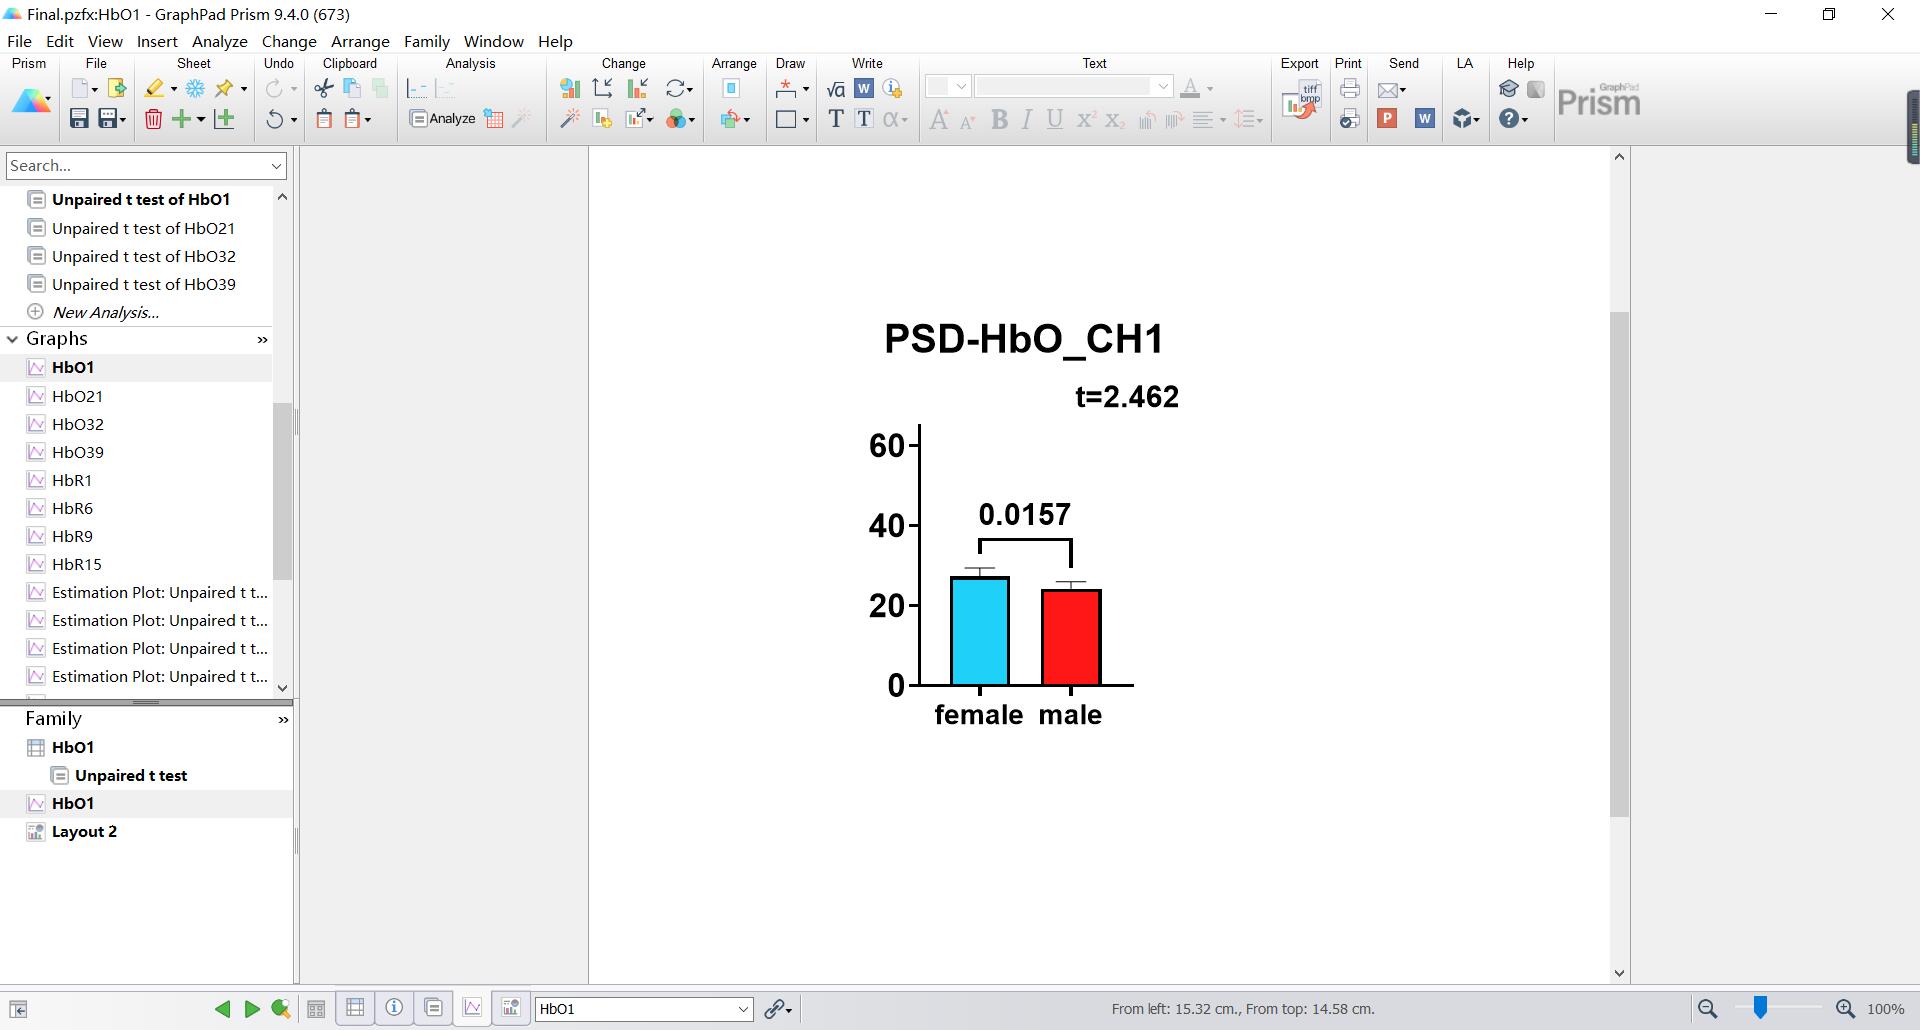 Final.pzfx:HbO1 - GraphPad Prism 9.4.0 (673)
File Edit View Insert Analyze Change Arrange Family Window Help
Prism File Sheet Undo Clipboard Analysis Change Arrange Draw Write Text Export Print Send LA Help
tiff
bmp
GraphPad
Prism
Analyze
Search...
Unpaired t test of HbO1
Unpaired t test of HbO21
Unpaired t test of HbO32
Unpaired t test of HbO39
New Analysis...
Graphs
HbO1
HbO21
HbO32
HbO39
HbR1
HbR6
HbR9
HbR15
Estimation Plot: Unpaired t t...
Estimation Plot: Unpaired t t...
Estimation Plot: Unpaired t t...
Estimation Plot: Unpaired t t...
Family
HbO1
Unpaired t test
HbO1
Layout 2
PSD-HbO_CH1
t=2.462
60
40
20
0
0.0157
female male
HbO1
From left: 15.32 cm., From top: 14.58 cm.
100%